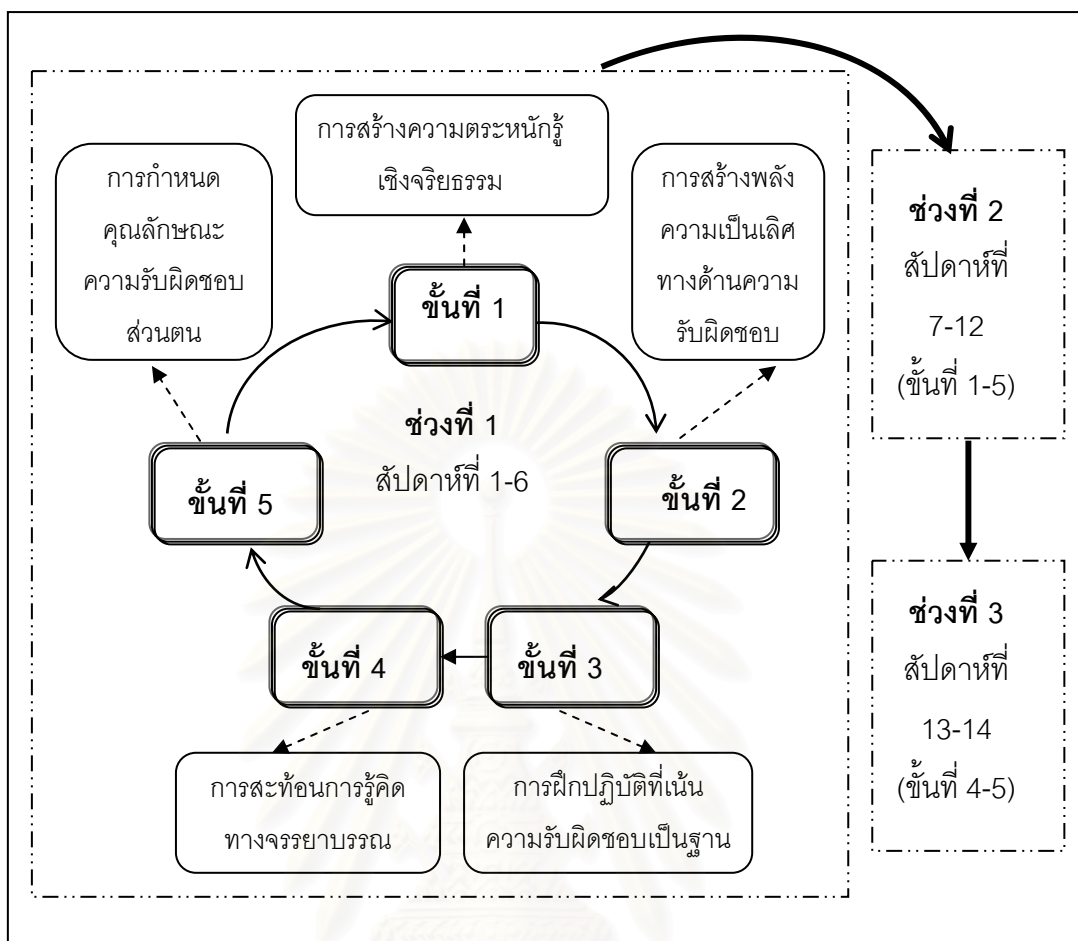 การสร้างความตระหนักรู้
เชิงจริยธรรม
การกำหนด
คุณลักษณะ
ความรับผิดชอบ
ส่วนตน
การสร้างพลัง
ความเป็นเลิศ
ทางด้านความ
รับผิดชอบ
ขั้นที่ 1
ช่วงที่ 1
สัปดาห์ที่ 1-6
ขั้นที่ 5
ขั้นที่ 2
ขั้นที่ 4
ขั้นที่ 3
การสะท้อนการรู้คิด
ทางจรรยาบรรณ
การฝึกปฏิบัติที่เน้น
ความรับผิดชอบเป็นฐาน
ช่วงที่ 2
สัปดาห์ที่
7-12
(ขั้นที่ 1-5)
ช่วงที่ 3
สัปดาห์ที่
13-14
(ขั้นที่ 4-5)